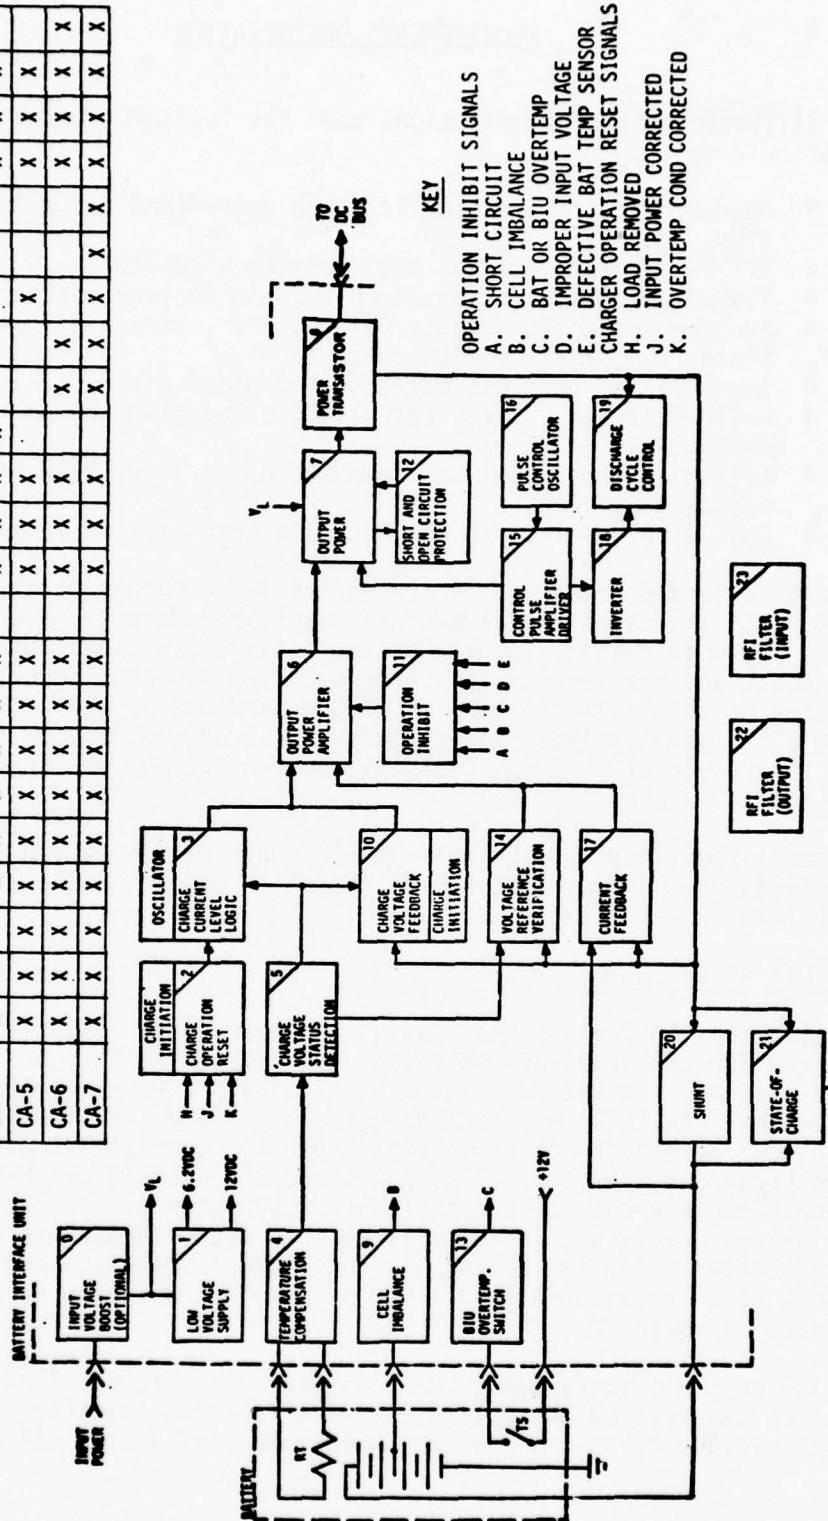 CA-5 X X X X X X X X X X X X X X X X X
CA-6 X X X X X X X X X X X X X X X X X X
CA-7 X X X X X X X X X X X X X X X X X
BATTERY INTERFACE UNIT
INPUT
POWER
0
INPUT
VOLTAGE
BOOST
(OPTIONAL)
VL
1
LOW
VOLTAGE
SUPPLY
6.2VDC
12VDC
4
TEMPERATURE
COMPENSATION
9
CELL
IMBALANCE
B
13
BIU
OVERTEMP.
SWITCH
C
+12V
BATTERY
RT
TS
CHARGE
INITIATION
2
CHARGE
OPERATION
RESET
H
J
K
5
CHARGE
VOLTAGE
STATUS
DETECTION
OSCILLATOR
3
CHARGE
CURRENT
LEVEL
LOGIC
10
CHARGE
VOLTAGE
FEEDBACK
CHARGE
INITIATION
14
VOLTAGE
REFERENCE
VERIFICATION
17
CURRENT
FEEDBACK
20
SHUNT
21
STATE-OF-
CHARGE
6
OUTPUT
POWER
AMPLIFIER
11
OPERATION
INHIBIT
B C D E
VL
7
OUTPUT
POWER
12
SHORT AND
OPEN CIRCUIT
PROTECTION
POWER
TRANSISTOR
TO
DC
BUS
15
CONTROL
PULSE
AMPLIFIER
DRIVER
16
PULSE
CONTROL
OSCILLATOR
18
INVERTER
19
DISCHARGE
CYCLE
CONTROL
22
RFI
FILTER
(OUTPUT)
23
RFI
FILTER
(INPUT)
KEY
OPERATION INHIBIT SIGNALS
A. SHORT CIRCUIT
B. CELL IMBALANCE
C. BAT OR BIU OVERTEMP
D. IMPROPER INPUT VOLTAGE
E. DEFECTIVE BAT TEMP SENSOR
CHARGER OPERATION RESET SIGNALS
H. LOAD REMOVED
J. INPUT POWER CORRECTED
K. OVERTEMP COND CORRECTED